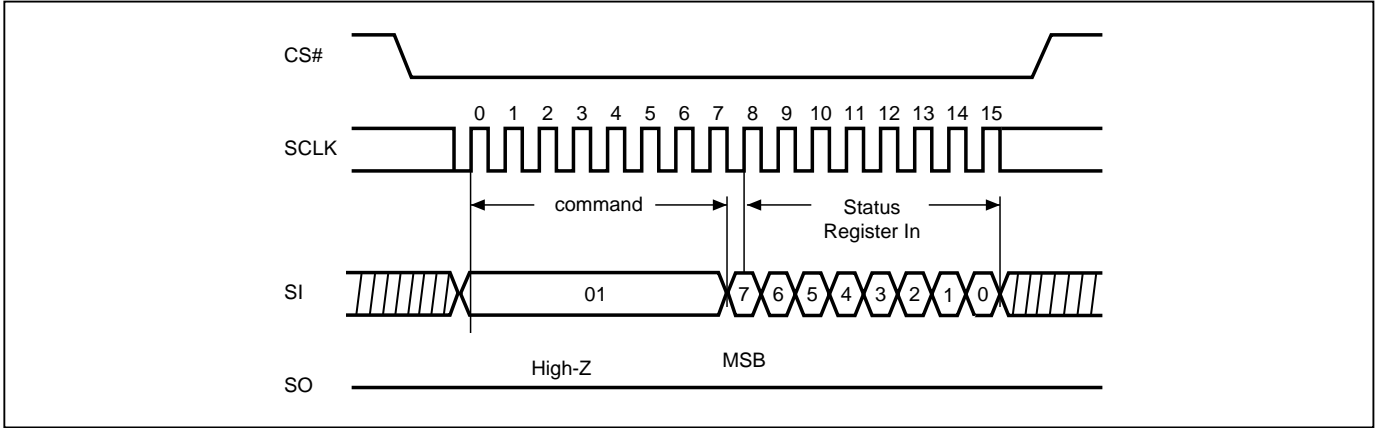 CS#
0 1 2 3 4 5 6 7 8 9 10 11 12 13 14 15
SCLK
command
Status
Register In
SI
01
7 6 5 4 3 2 1 0
High-Z
MSB
SO